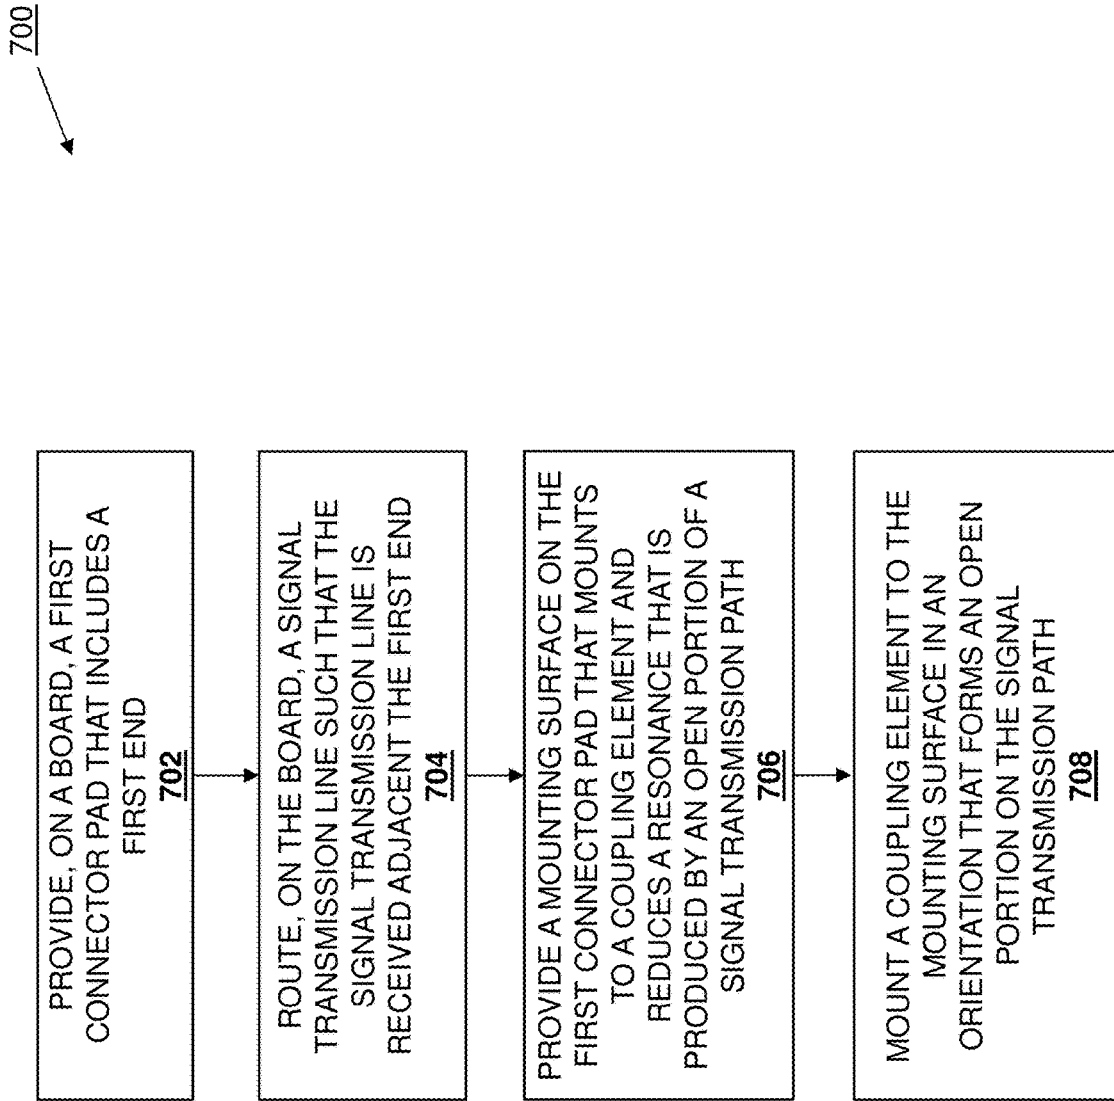 700
PROVIDE, ON A BOARD, A FIRST
CONNECTOR PAD THAT INCLUDES A
FIRST END
702
ROUTE, ON THE BOARD, A SIGNAL
TRANSMISSION LINE SUCH THAT THE
SIGNAL TRANSMISSION LINE IS
RECEIVED ADJACENT THE FIRST END
704
PROVIDE A MOUNTING SURFACE ON THE
FIRST CONNECTOR PAD THAT MOUNTS
TO A COUPLING ELEMENT AND
REDUCES A RESONANCE THAT IS
PRODUCED BY AN OPEN PORTION OF A
SIGNAL TRANSMISSION PATH
706
MOUNT A COUPLING ELEMENT TO THE
MOUNTING SURFACE IN AN
ORIENTATION THAT FORMS AN OPEN
PORTION ON THE SIGNAL
TRANSMISSION PATH
708